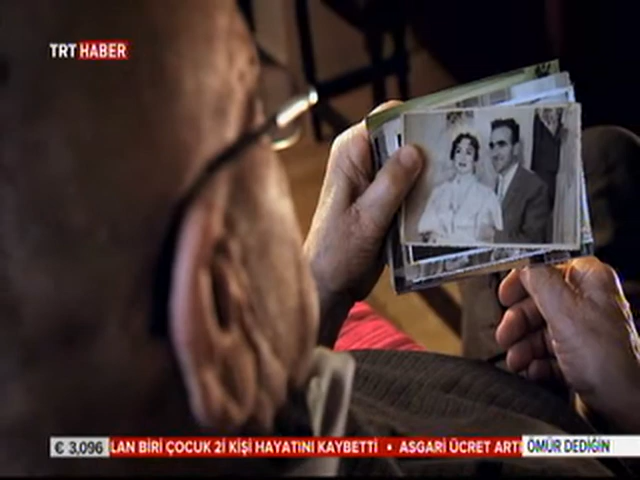 TRT HABER
€ 3.096 LAN BİRİ ÇOCUK 2İ KİŞİ HAYATINI KAYBETTİ • ASGARİ ÜCRET ART ÖMÜR DEDİĞİN